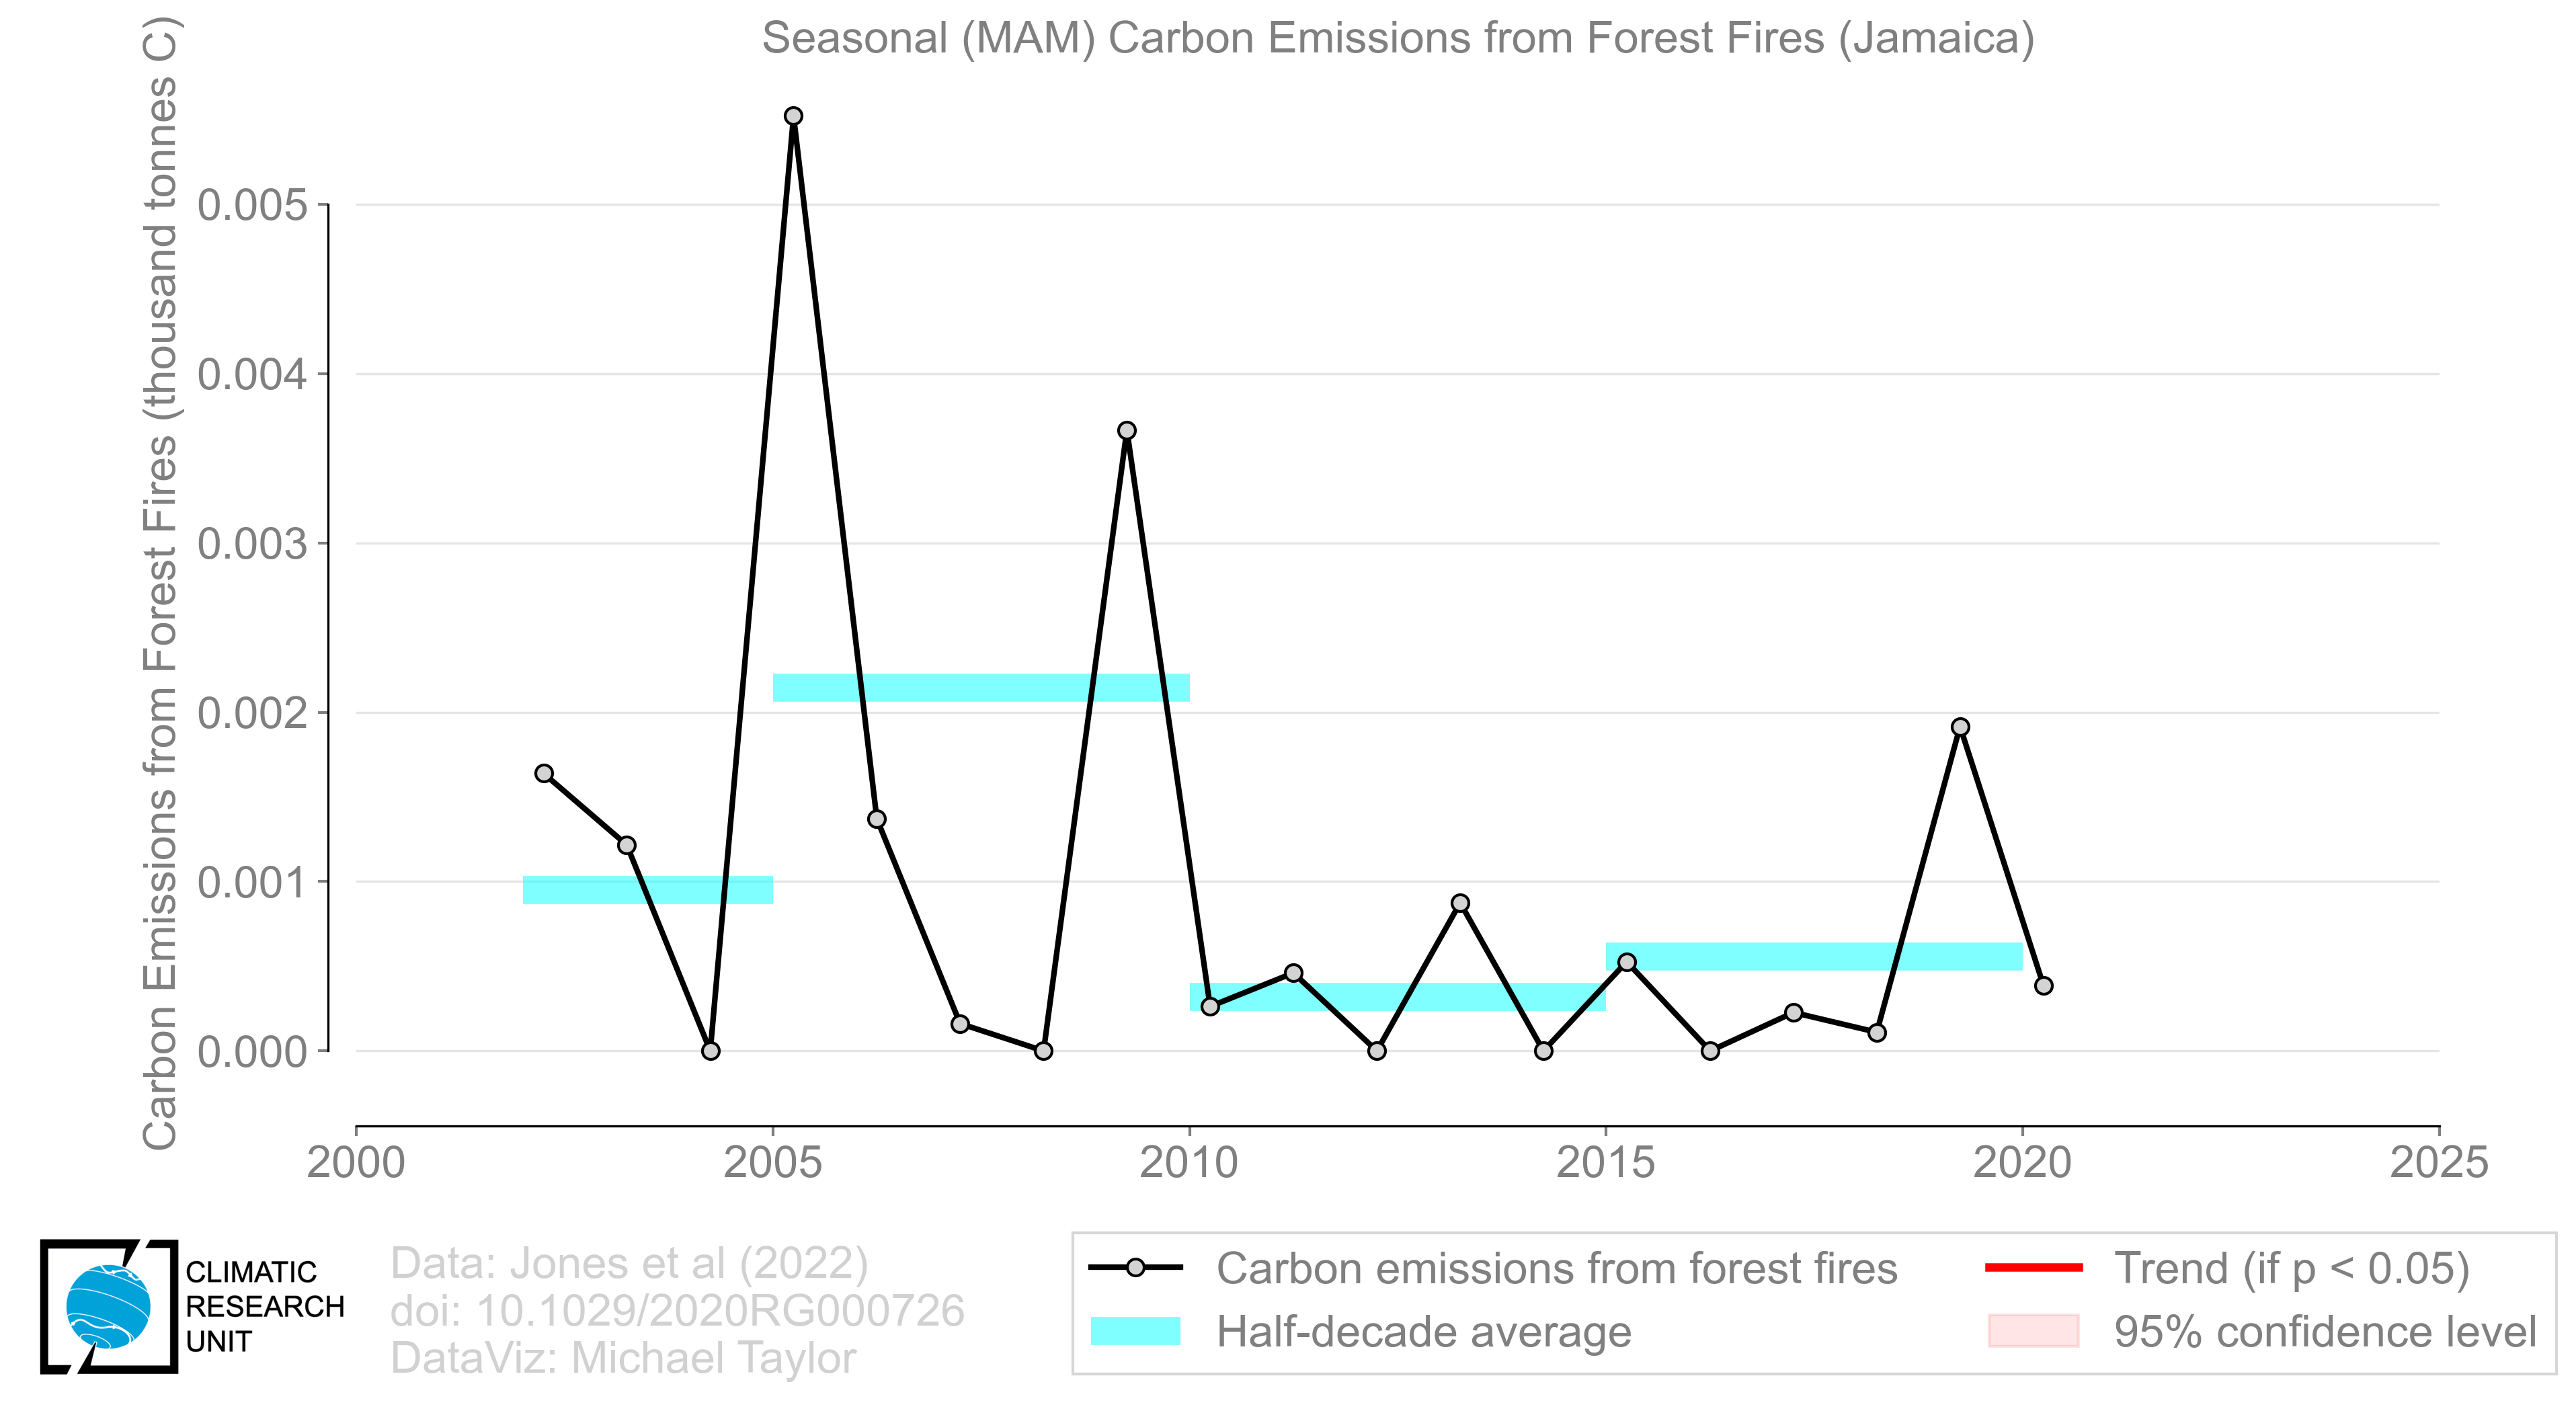 Seasonal (MAM) Carbon Emissions from Forest Fires (Jamaica)
Carbon Emissions from Forest Fires (thousand tonnes C)
0.005
0.004
0.003
0.002
0.001
0.000
2000
2005
2010
2015
2020
2025
CLIMATIC
RESEARCH
UNIT
Data: Jones et al (2022)
doi: 10.1029/2020RG000726
DataViz: Michael Taylor
Carbon emissions from forest fires
Half-decade average
Trend (if p < 0.05)
95% confidence level